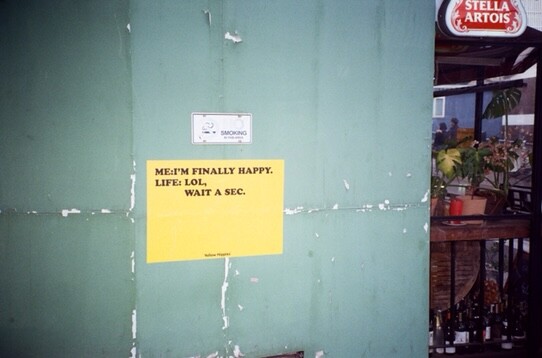 STELLA
ARTOIS
SMOKING
ME:I'M FINALLY HAPPY.
LIFE: LOL,
WAIT A SEC.